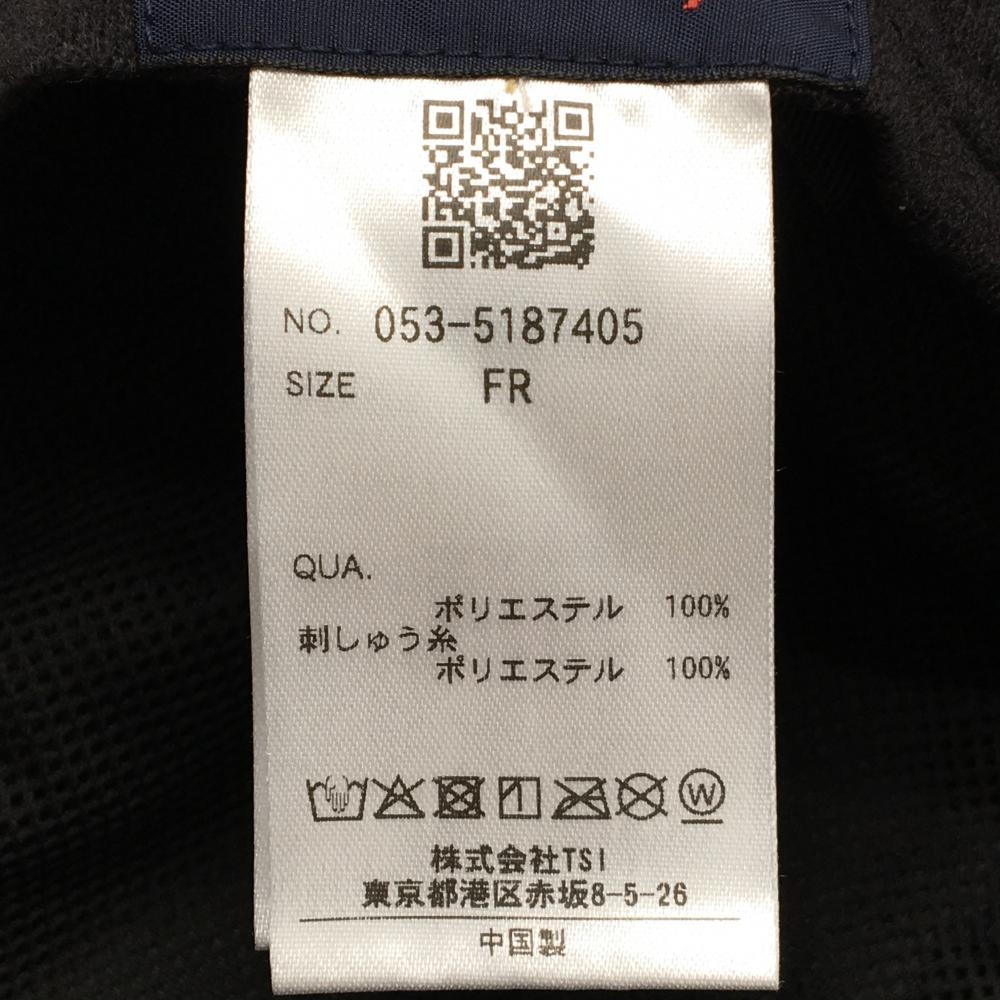 NO. 053-5187405
SIZE FR
QUA.
ポリエステル 100%
刺しゅう糸
ポリエステル 100%
W
株式会社TSI
東京都港区赤坂8-5-26
中国製